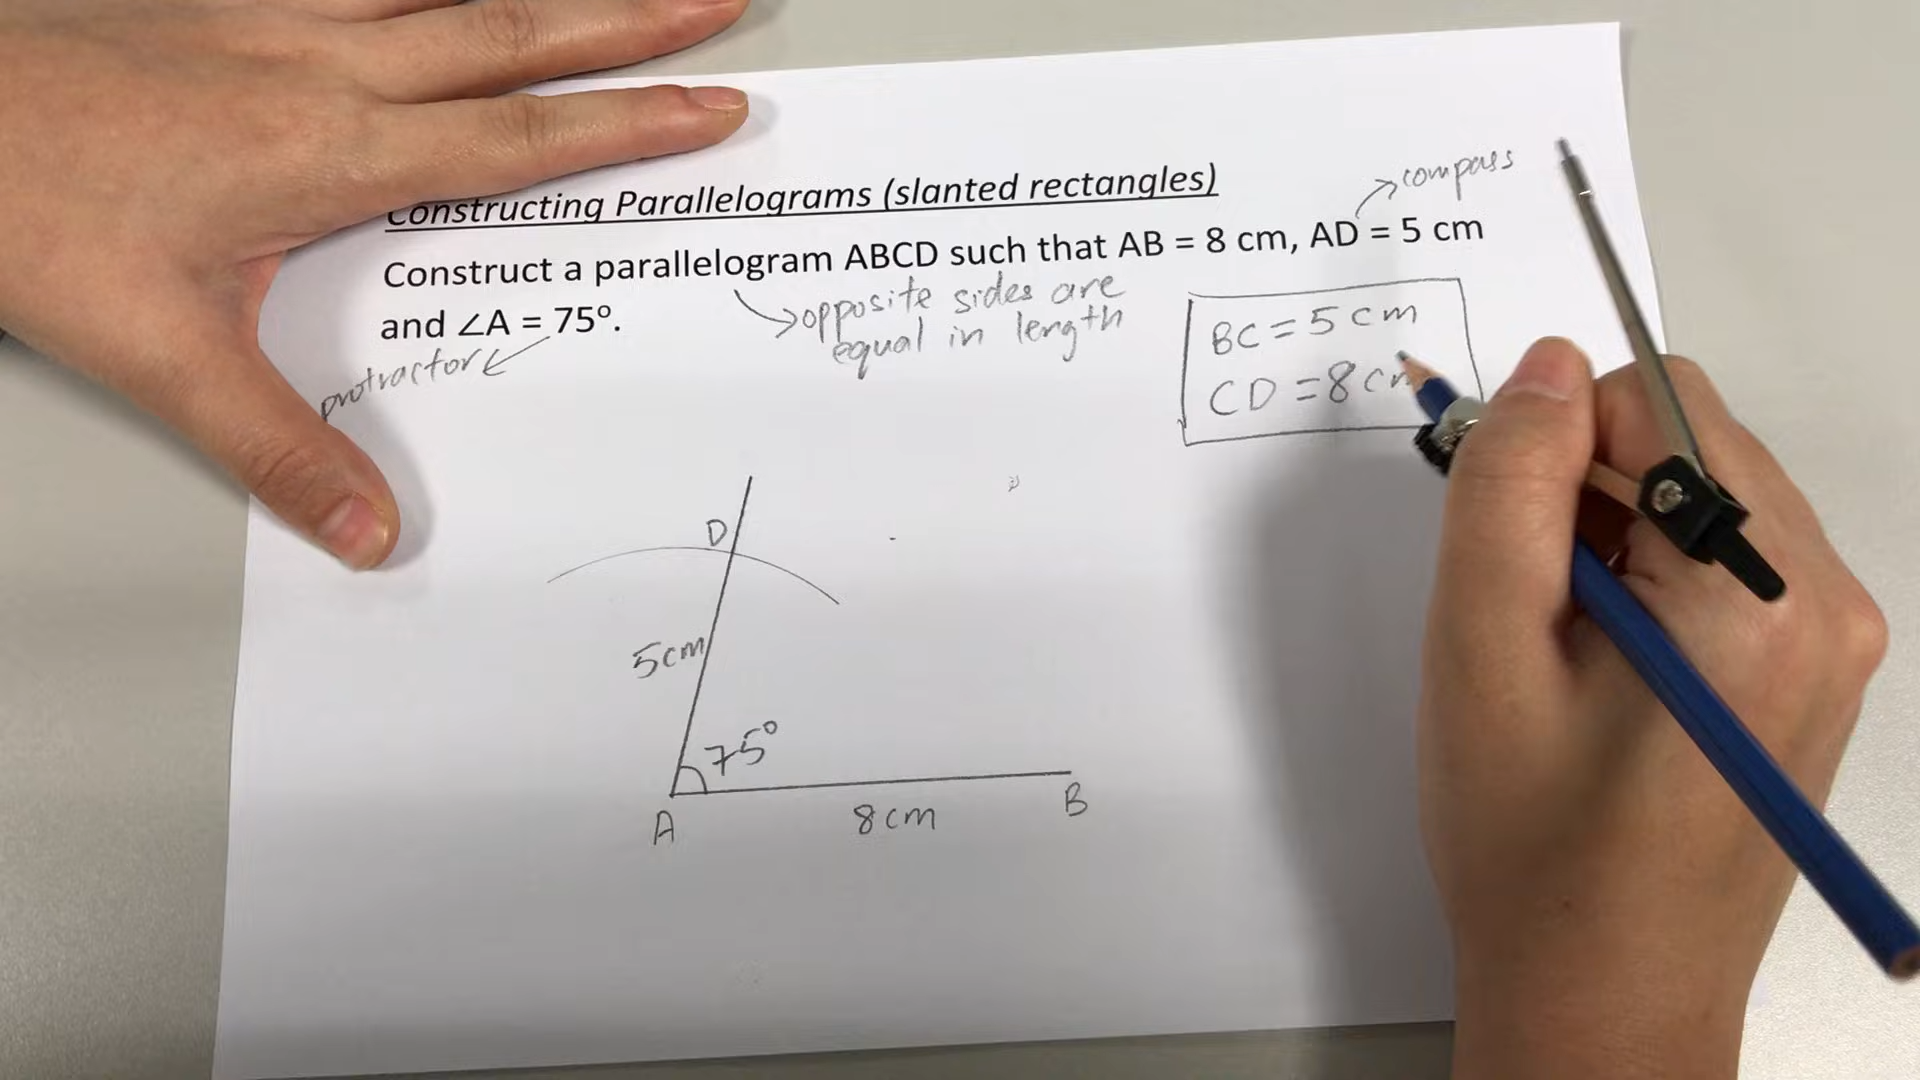 Constructing Parallelograms (slanted rectangles)
compass
Construct a parallelogram ABCD such that AB = 8 cm, AD = 5 cm
and ∠A = 75°.
opposite sides are
equal in length
protractor
BC = 5 cm
CD = 8 cm
D
5cm
75°
A
8cm
B